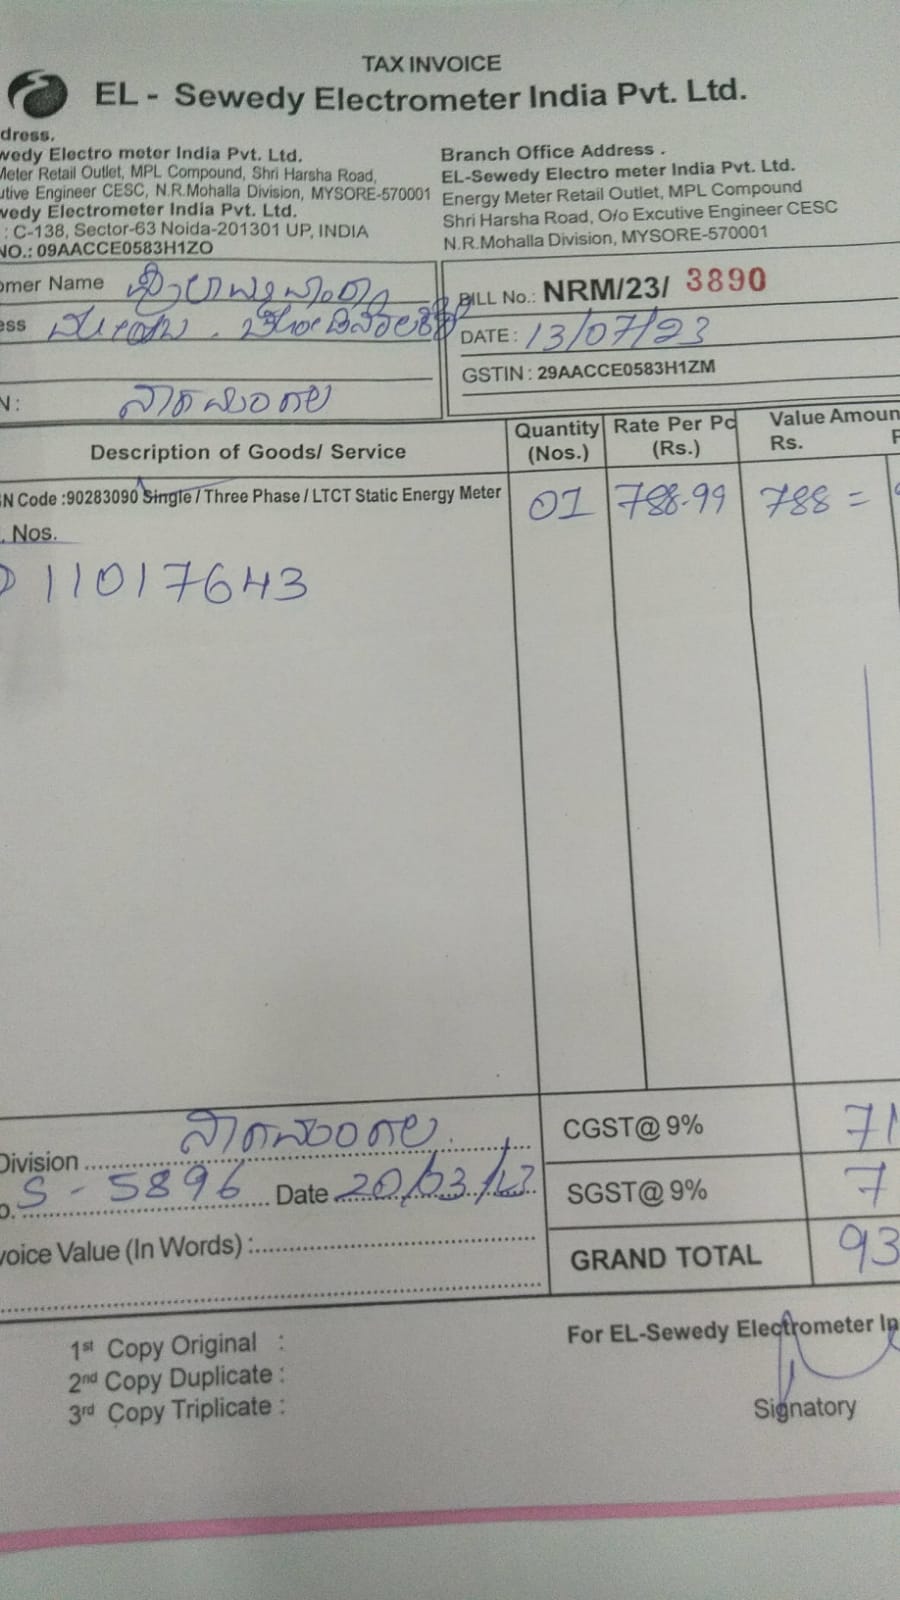 TAX INVOICE
EL - Sewedy Electrometer India Pvt. Ltd.
dress.
wedy Electro meter India Pvt. Ltd.
Meter Retail Outlet, MPL Compound, Shri Harsha Road,
utive Engineer CESC, N.R.Mohalla Division, MYSORE-570001
wedy Electrometer India Pvt. Ltd.
: C-138, Sector-63 Noida-201301 UP, INDIA
NO.: 09AACCE0583H1ZO
Branch Office Address .
EL-Sewedy Electro meter India Pvt. Ltd.
Energy Meter Retail Outlet, MPL Compound
Shri Harsha Road, O/o Excutive Engineer CESC
N.R.Mohalla Division, MYSORE-570001
omer Name
ess
N: ನಾಗಮಂಗಲ
BILL No.: NRM/23/ 3890
DATE: 13/07/23
GSTIN : 29AACCE0583H1ZM
Description of Goods/ Service
Quantity (Nos.)
Rate Per Pc (Rs.)
Value Amoun
Rs.
N Code :90283090 Single / Three Phase / LTCT Static Energy Meter 01 788.99 788 =
. Nos.
11017643
Division ನಾಗಮಂಗಲ
o. S - 5896 Date
voice Value (In Words) :
CGST@ 9% 71
SGST@ 9% 7
GRAND TOTAL 93
1st Copy Original :
2nd Copy Duplicate :
3rd Copy Triplicate :
For EL-Sewedy Electrometer In
Signatory